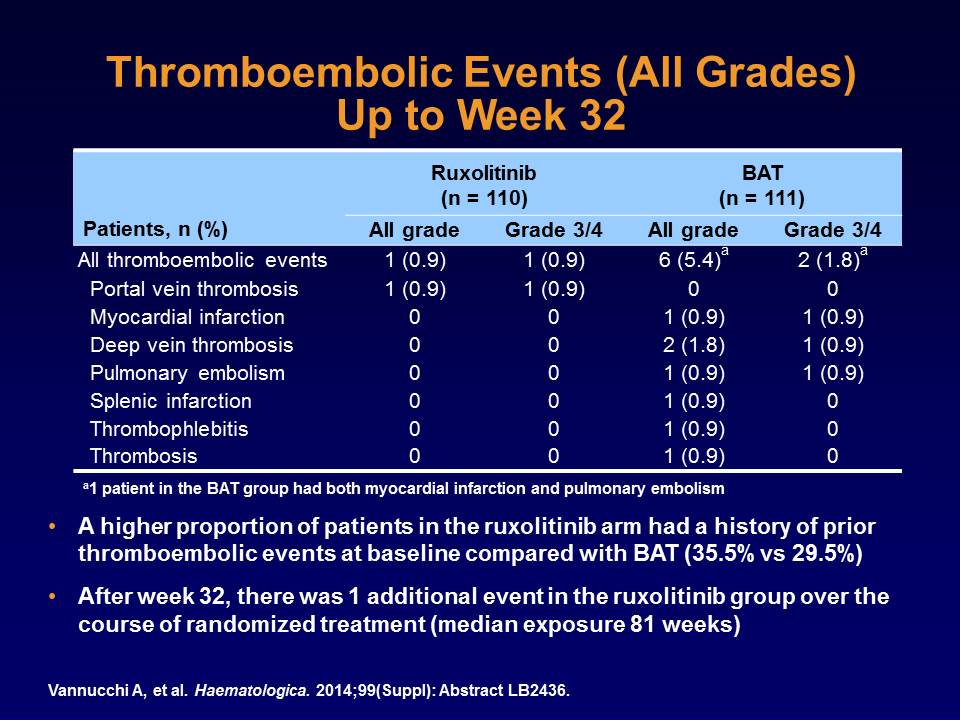 Thromboembolic Events (All Grades)
Up to Week 32
Ruxolitinib BAT
(n = 110) (n = 111)
Patients, n (%) All grade Grade 3/4 All grade Grade 3/4
All thromboembolic events 1 (0.9) 1 (0.9) 6 (5.4)a 2 (1.8)a
Portal vein thrombosis 1 (0.9) 1 (0.9) 0 0
Myocardial infarction 0 0 1 (0.9) 1 (0.9)
Deep vein thrombosis 0 0 2 (1.8) 1 (0.9)
Pulmonary embolism 0 0 1 (0.9) 1 (0.9)
Splenic infarction 0 0 1 (0.9) 0
Thrombophlebitis 0 0 1 (0.9) 0
Thrombosis 0 0 1 (0.9) 0
a1 patient in the BAT group had both myocardial infarction and pulmonary embolism
• A higher proportion of patients in the ruxolitinib arm had a history of prior
thromboembolic events at baseline compared with BAT (35.5% vs 29.5%)
• After week 32, there was 1 additional event in the ruxolitinib group over the
course of randomized treatment (median exposure 81 weeks)
Vannucchi A, et al. Haematologica. 2014;99(Suppl): Abstract LB2436.